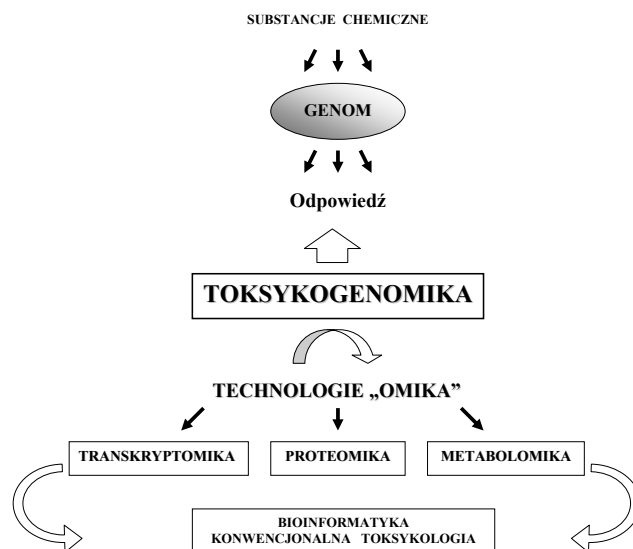 SUBSTANCJE CHEMICZNE
GENOM
Odpowiedź
TOKSYKOGENOMIKA
TECHNOLOGIE „OMIKA”
TRANSKRYPTOMIKA
PROTEOMIKA
METABOLOMIKA
BIOINFORMATYKA
KONWENCJONALNA TOKSYKOLOGIA